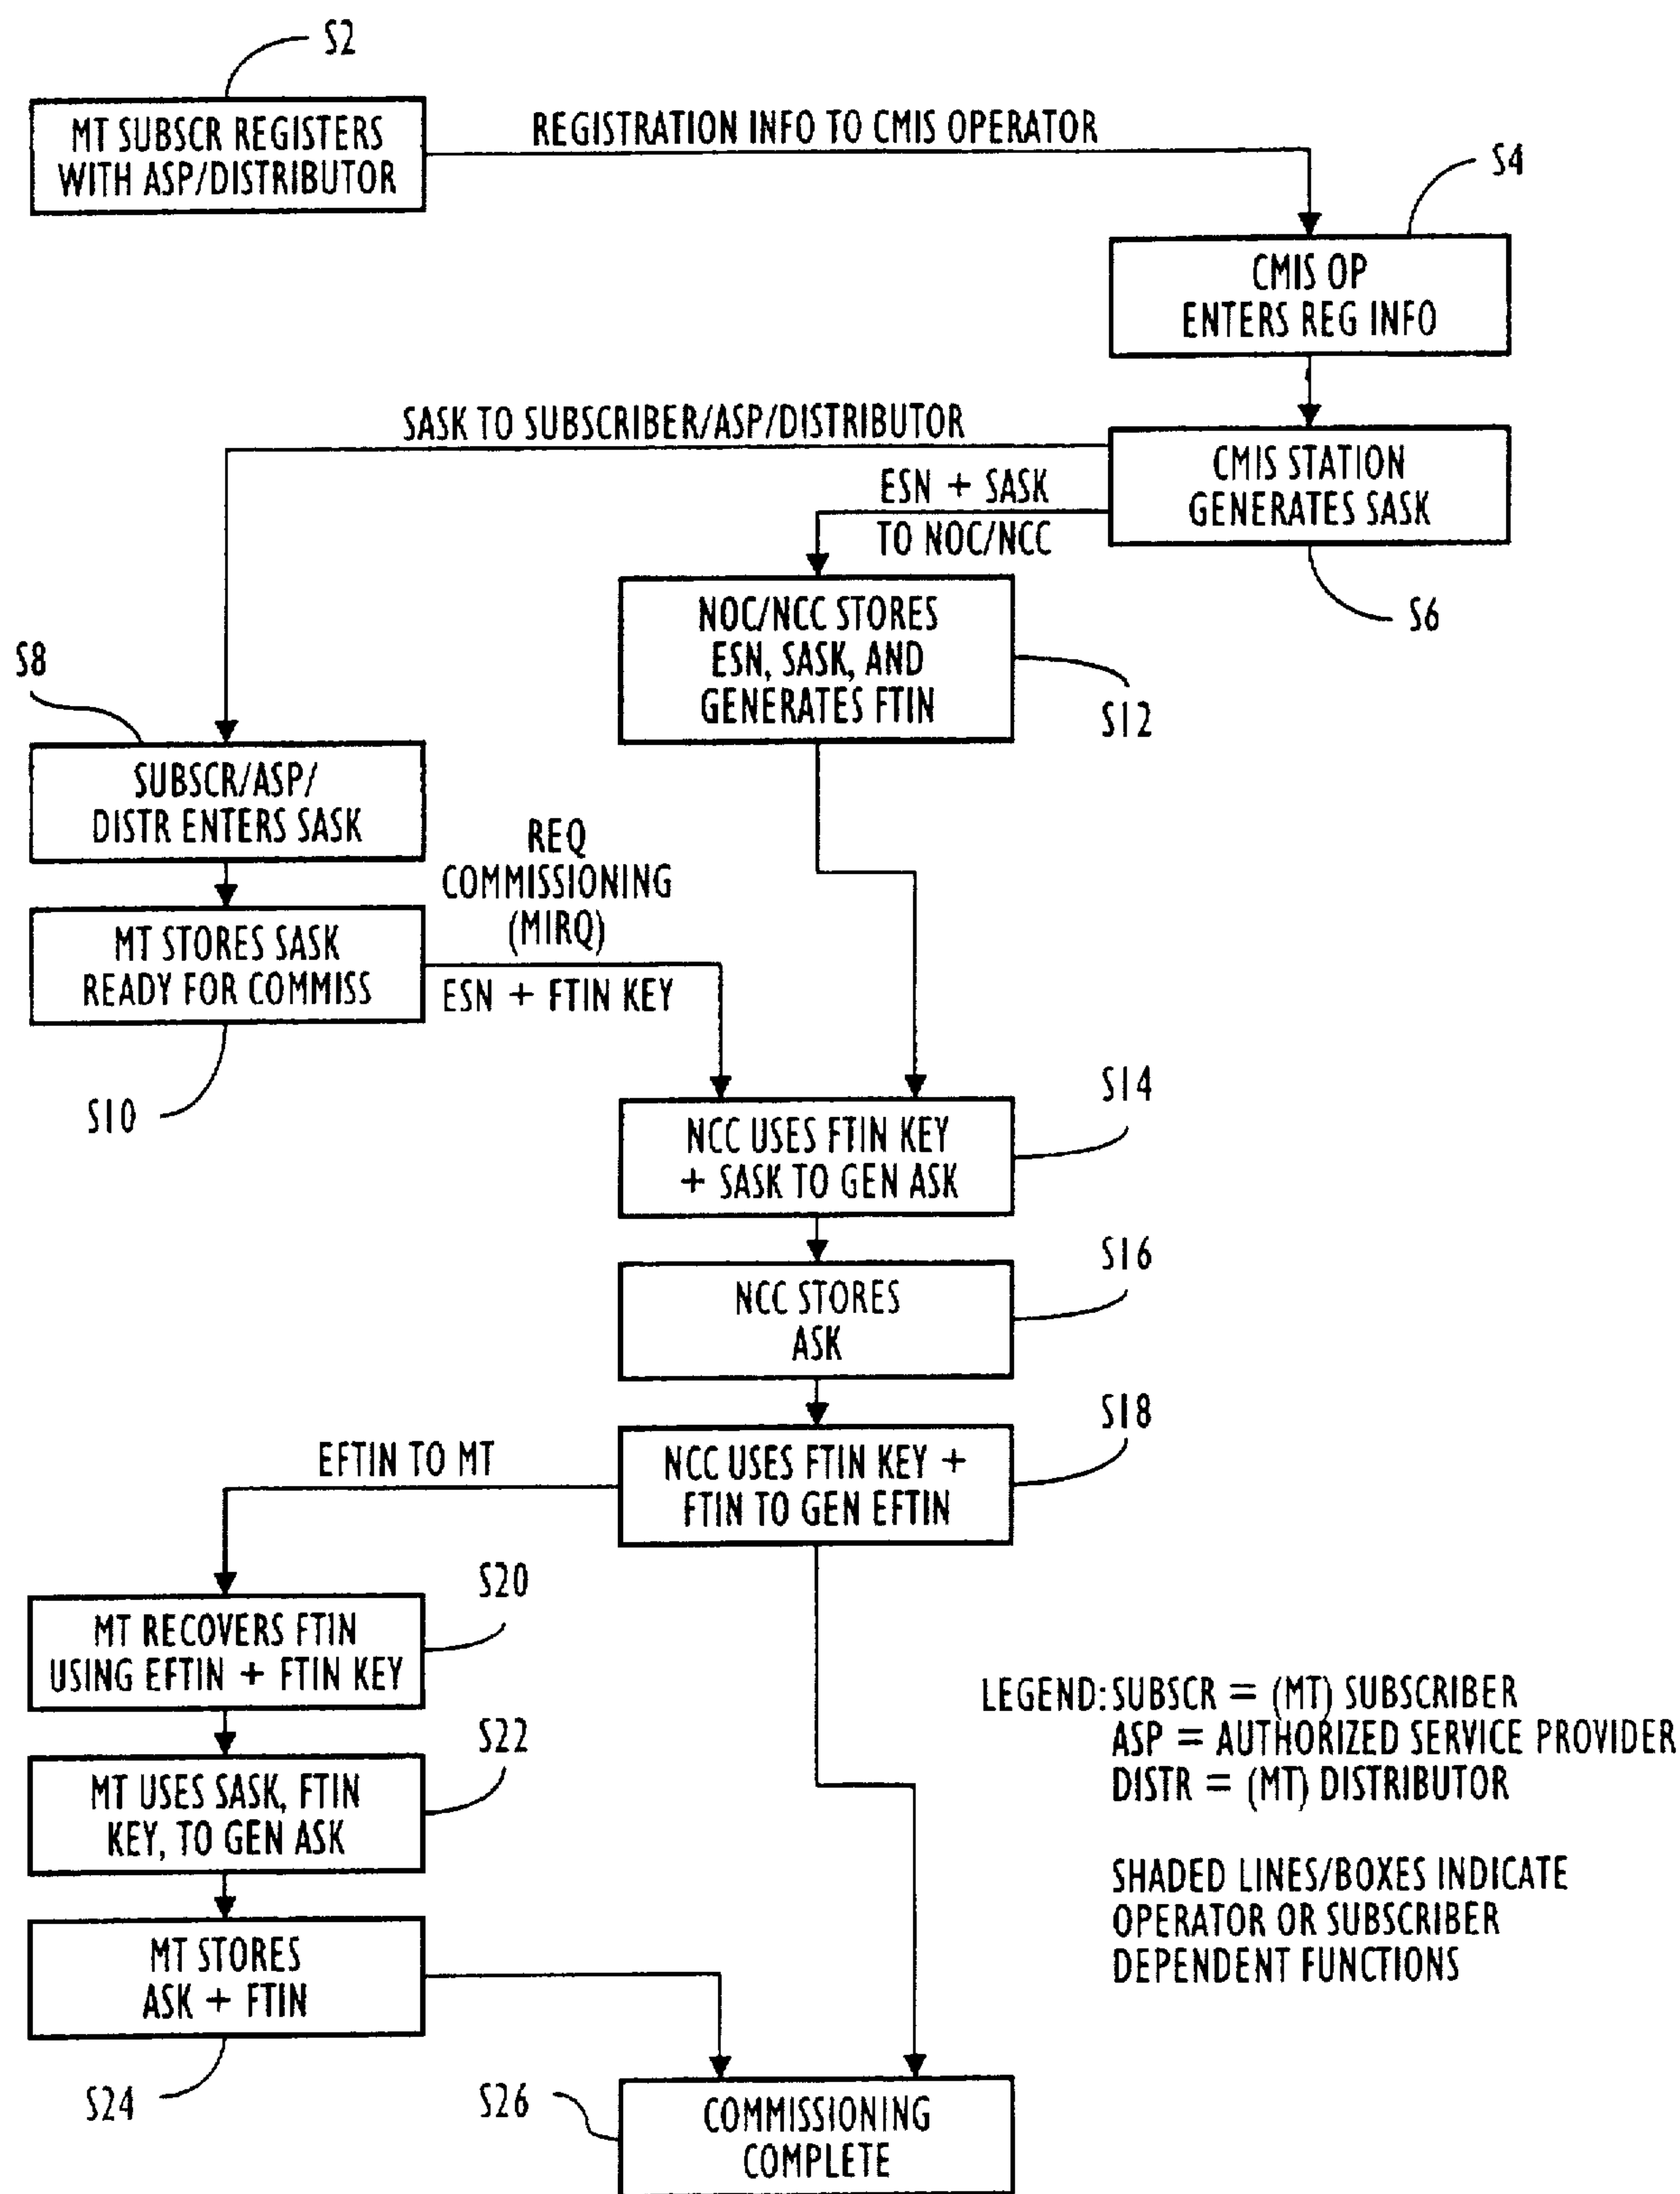 S2
MT SUBSCR REGISTERS
WITH ASP/DISTRIBUTOR
REGISTRATION INFO TO CMIS OPERATOR
S4
CMIS OP
ENTERS REG INFO
SASK TO SUBSCRIBER/ASP/DISTRIBUTOR
CMIS STATION
GENERATES SASK
ESN + SASK
TO NOC/NCC
S6
NOC/NCC STORES
ESN, SASK, AND
GENERATES FTIN
S12
S8
SUBSCR/ASP/
DISTR ENTERS SASK
REQ
COMMISSIONING
(MIRQ)
MT STORES SASK
READY FOR COMMISS
ESN + FTIN KEY
S10
S14
NCC USES FTIN KEY
+ SASK TO GEN ASK
S16
NCC STORES
ASK
S18
EFTIN TO MT
NCC USES FTIN KEY +
FTIN TO GEN EFTIN
S20
MT RECOVERS FTIN
USING EFTIN + FTIN KEY
S22
MT USES SASK, FTIN
KEY, TO GEN ASK
MT STORES
ASK + FTIN
S24
S26
COMMISSIONING
COMPLETE
LEGEND: SUBSCR = (MT) SUBSCRIBER
ASP = AUTHORIZED SERVICE PROVIDER
DISTR = (MT) DISTRIBUTOR
SHADED LINES/BOXES INDICATE
OPERATOR OR SUBSCRIBER
DEPENDENT FUNCTIONS